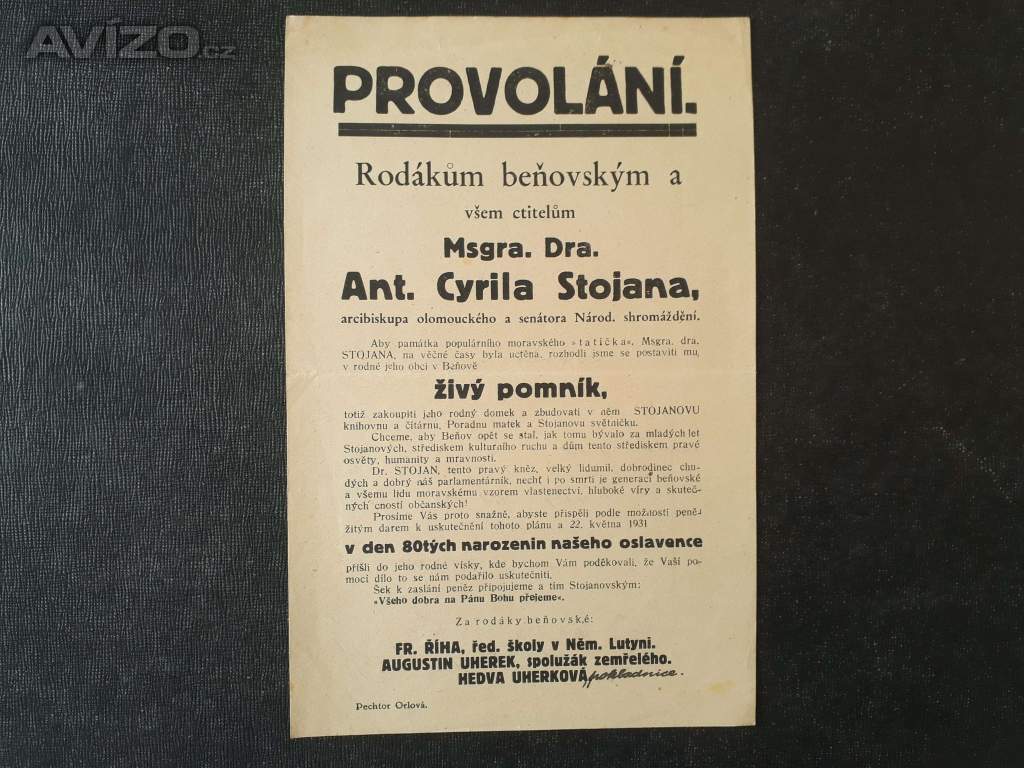 AVÍZO.cz
PROVOLÁNÍ.
Rodákům beňovským a
všem ctitelům
Msgra. Dra.
Ant. Cyrila Stojana,
arcibiskupa olomouckého a senátora Národ. shromáždění.
Aby památka populárního moravského »tatíčka«, Msgra. dra.
STOJANA, na věčné časy byla uctěna, rozhodli jsme se postaviti mu,
v rodné jeho obci v Beňově
živý pomník,
totiž zakoupiti jeho rodný domek a zbudovati v něm STOJANOVU
knihovnu a čítárnu, Poradnu matek a Stojanovu světničku.
Chceme, aby Beňov opět se stal, jak tomu bývalo za mladých let
Stojanových, střediskem kulturního ruchu a dům tento střediskem pravé
osvěty, humanity a mravnosti.
Dr. STOJAN, tento pravý kněz, velký lidumil, dobrodinec chu-
dých a dobrý náš parlamentárník, nechť i po smrti je generaci beňovské
a všemu lidu moravskému vzorem vlastenectví, hluboké víry a skuteč-
ných ctností občanských!
Prosíme Vás proto snažně, abyste přispěli podle možnosti peně-
žitým darem k uskutečnění tohoto plánu a 22. května 1931
v den 80tých narozenin našeho oslavence
přišli do jeho rodné vísky, kde bychom Vám poděkovali, že Vaší po-
mocí dílo to se nám podařilo uskutečniti.
Šek k zaslání peněz připojujeme a tím Stojanovským:
»Všeho dobra na Pánu Bohu přejeme«.
Za rodáky beňovské:
FR. ŘÍHA, řed. školy v Něm. Lutyni.
AUGUSTIN UHEREK, spolužák zemřelého.
HEDVA UHERKOVÁ, pokladnice.
Pechtor Orlová.